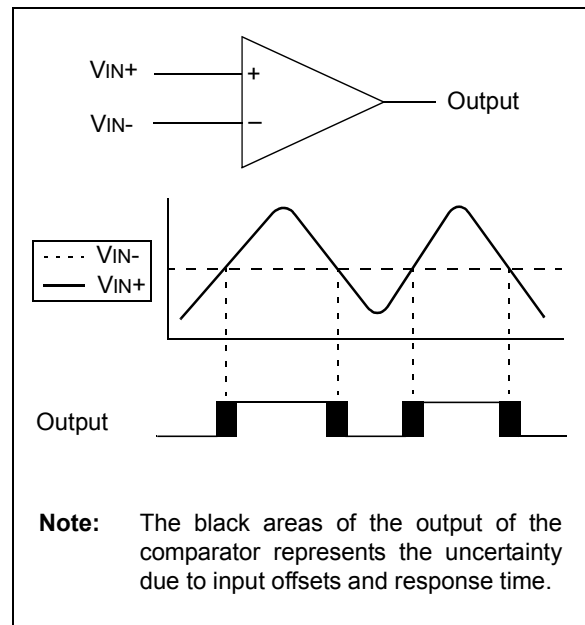 VIN+
+
Output
VIN-
–
VIN-
VIN+
Output
Note: The black areas of the output of the
comparator represents the uncertainty
due to input offsets and response time.